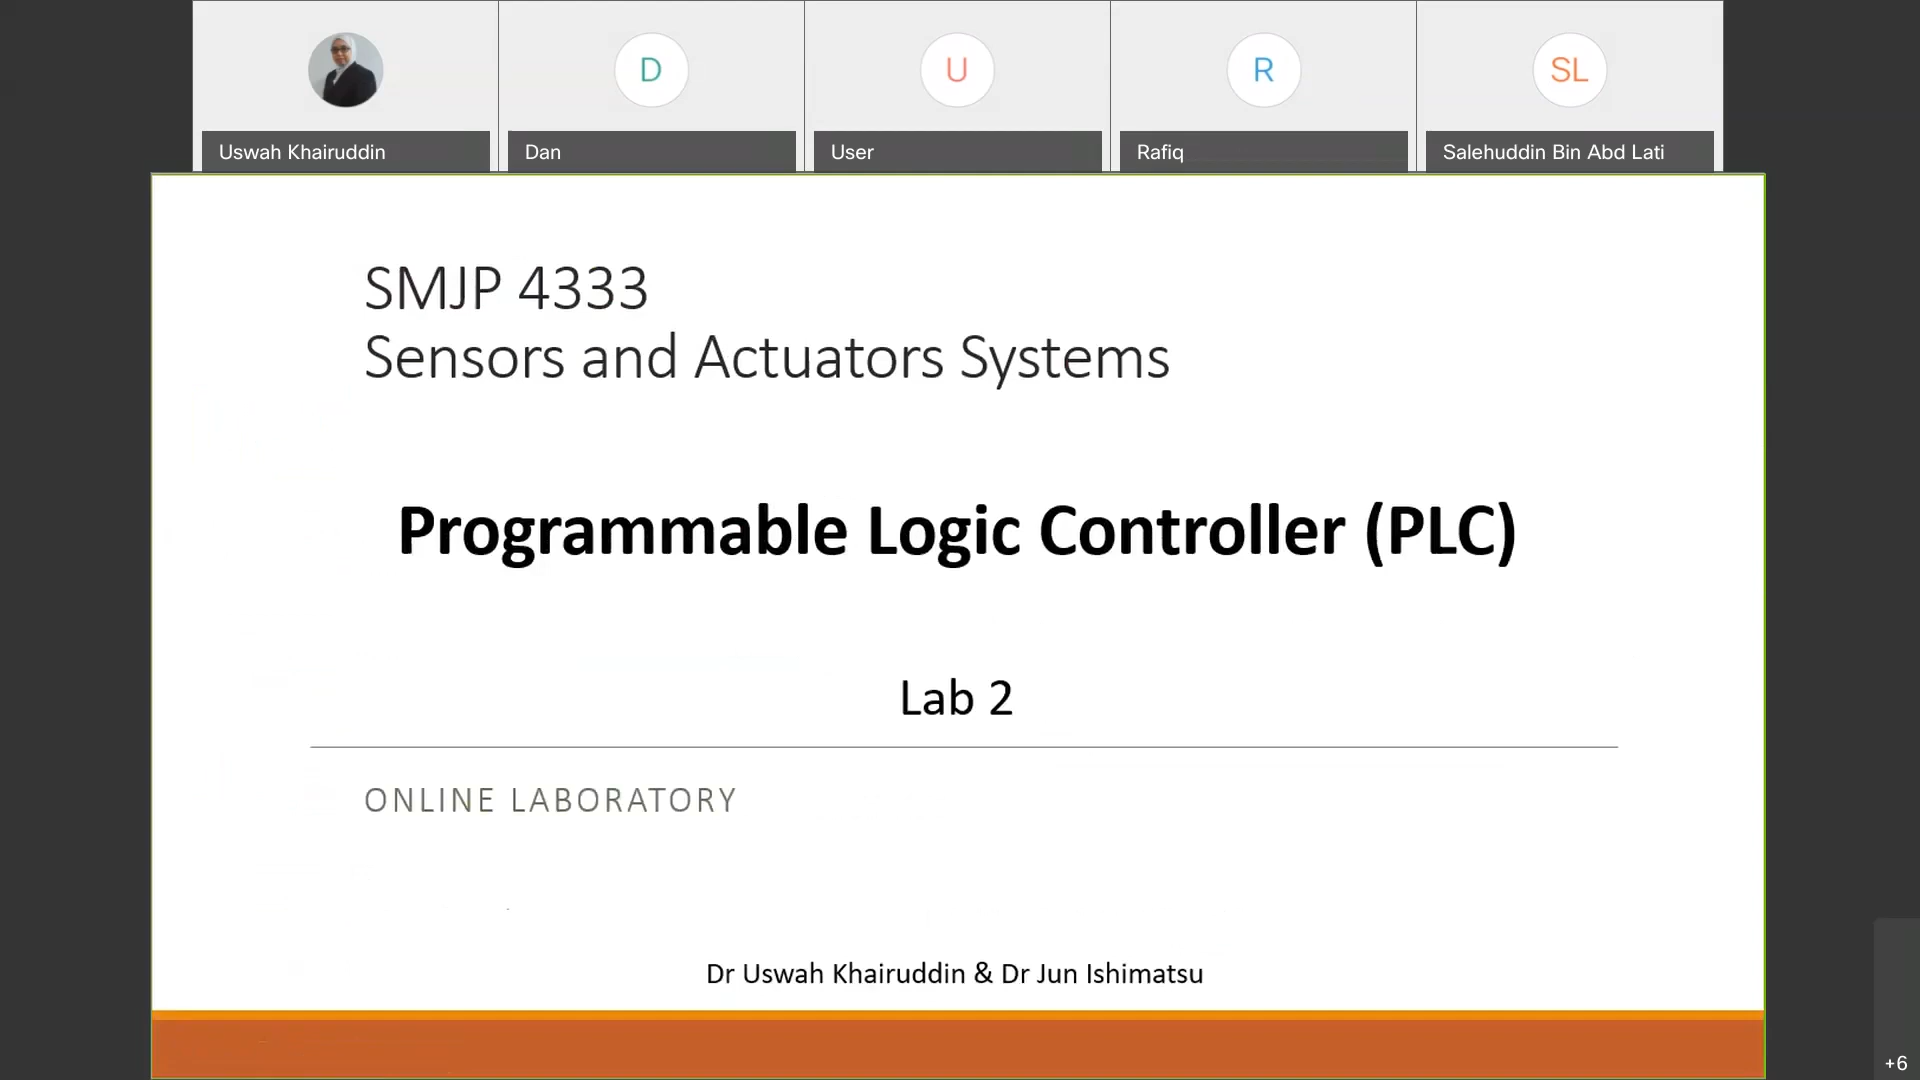 D
U
R
SL
Uswah Khairuddin
Dan
User
Rafiq
Salehuddin Bin Abd Lati
SMJP 4333
Sensors and Actuators Systems
Programmable Logic Controller (PLC)
Lab 2
ONLINE LABORATORY
Dr Uswah Khairuddin & Dr Jun Ishimatsu
+6